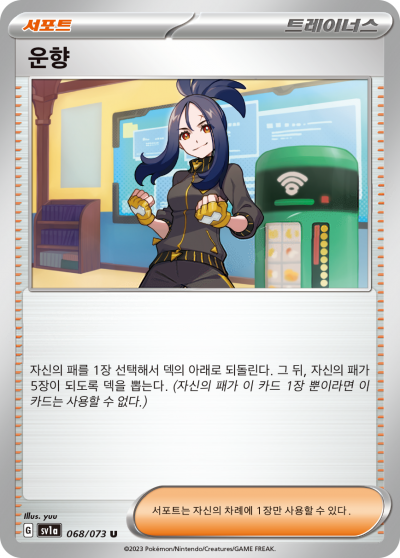 서포트
트레이너스
운향
자신의 패를 1장 선택해서 덱의 아래로 되돌린다. 그 뒤, 자신의 패가
5장이 되도록 덱을 뽑는다. (자신의 패가 이 카드 1장 뿐이라면 이
카드는 사용할 수 없다.)
Illus. yuu
G sv1a 068/073 U
서포트는 자신의 차례에 1장만 사용할 수 있다.
©2023 Pokémon/Nintendo/Creatures/GAME FREAK.